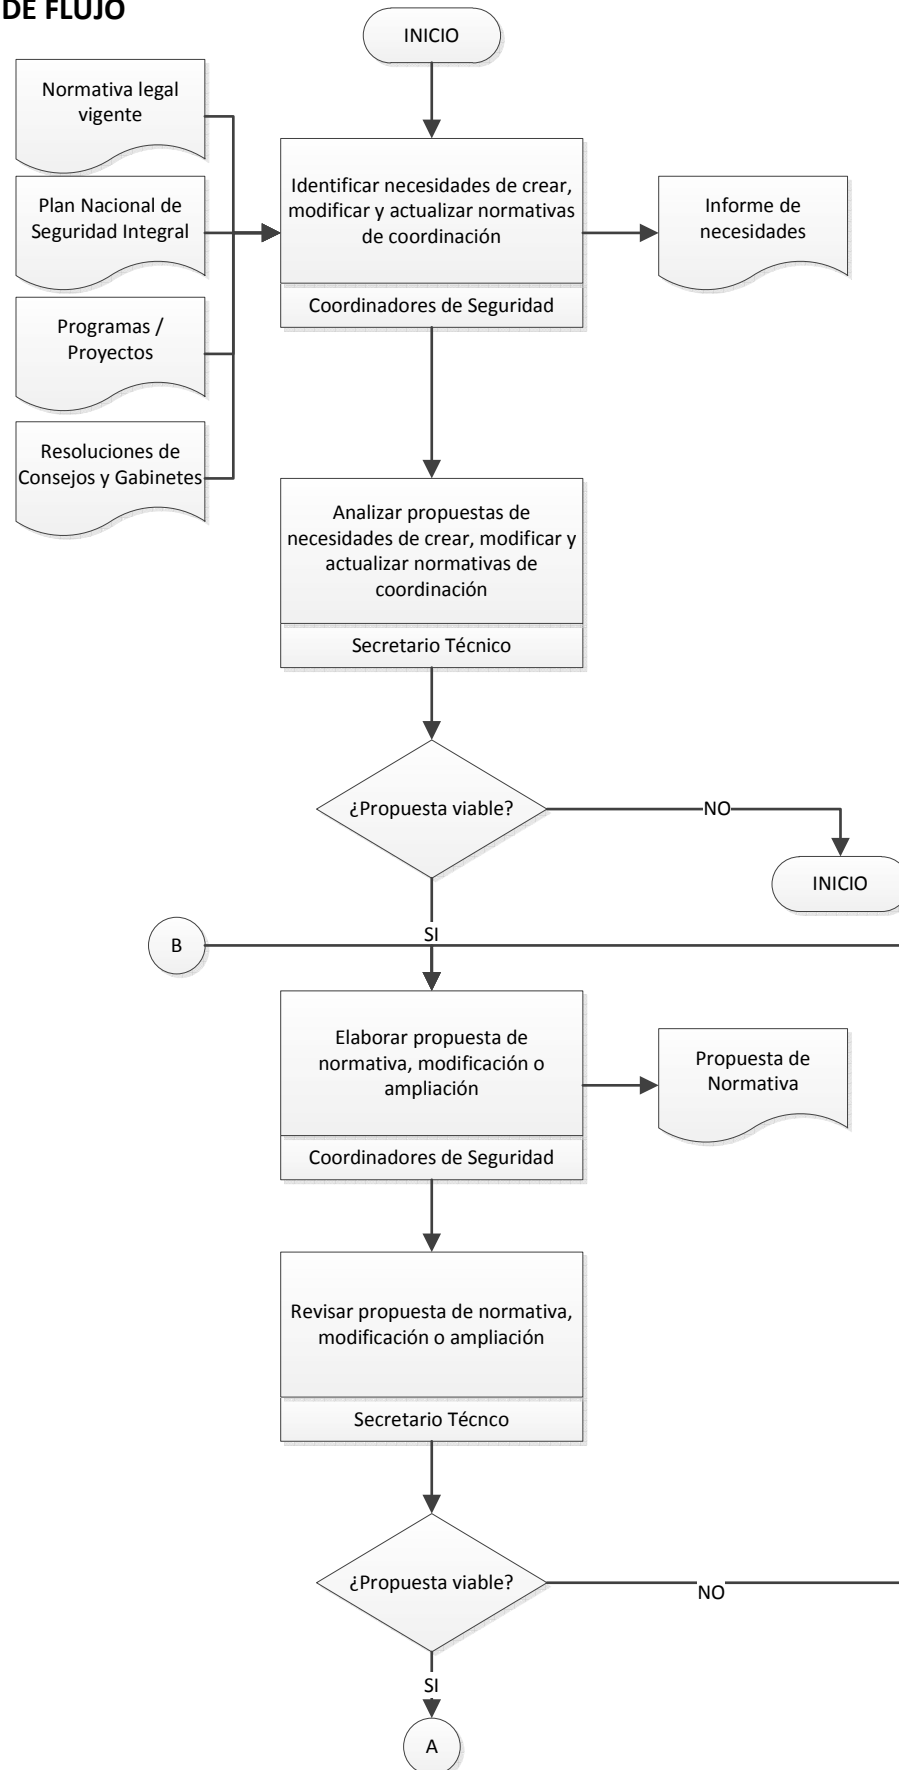 DE FLUJO
INICIO
Normativa legal
vigente
Plan Nacional de
Seguridad Integral
Programas /
Proyectos
Resoluciones de
Consejos y Gabinetes
Identificar necesidades de crear,
modificar y actualizar normativas
de coordinación
Coordinadores de Seguridad
Informe de
necesidades
Analizar propuestas de
necesidades de crear, modificar y
actualizar normativas de
coordinación
Secretario Técnico
¿Propuesta viable?
NO
INICIO
SI
B
Elaborar propuesta de
normativa, modificación o
ampliación
Coordinadores de Seguridad
Propuesta de
Normativa
Revisar propuesta de normativa,
modificación o ampliación
Secretario Técnco
¿Propuesta viable?
NO
SI
A